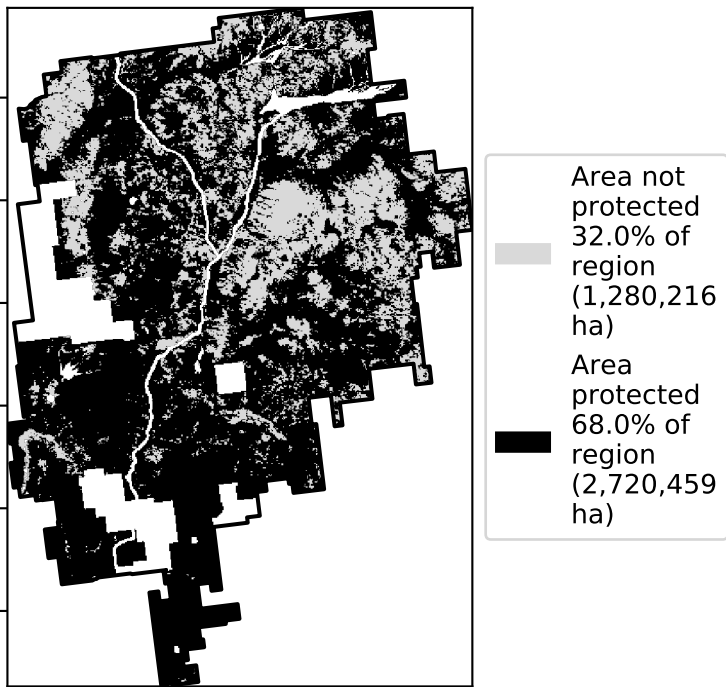 Area not
protected
32.0% of
region
(1,280,216
ha)
Area
protected
68.0% of
region
(2,720,459
ha)